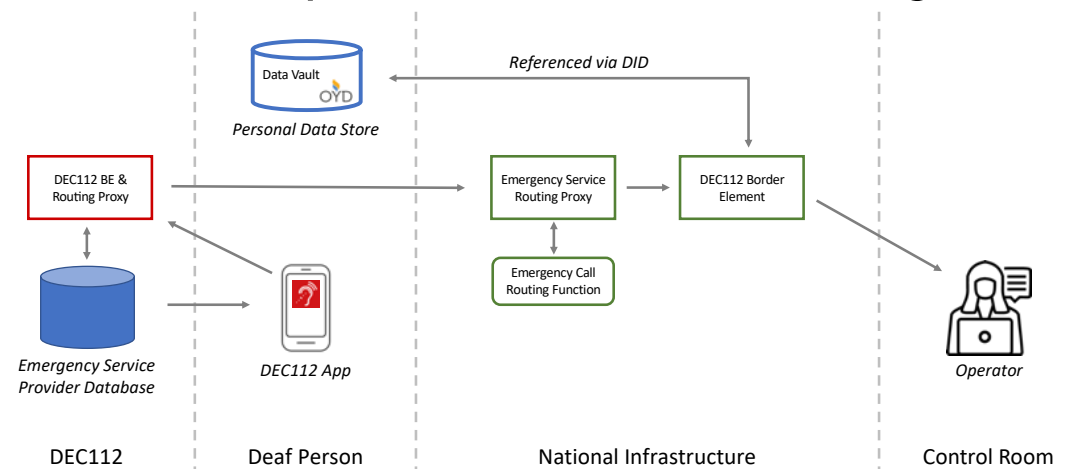 Data Vault
OYD
Referenced via DID
Personal Data Store
DEC112 BE &
Routing Proxy
Emergency Service
Routing Proxy
DEC112 Border
Element
Emergency Call
Routing Function
Emergency Service
Provider Database
DEC112 App
Operator
DEC112
Deaf Person
National Infrastructure
Control Room